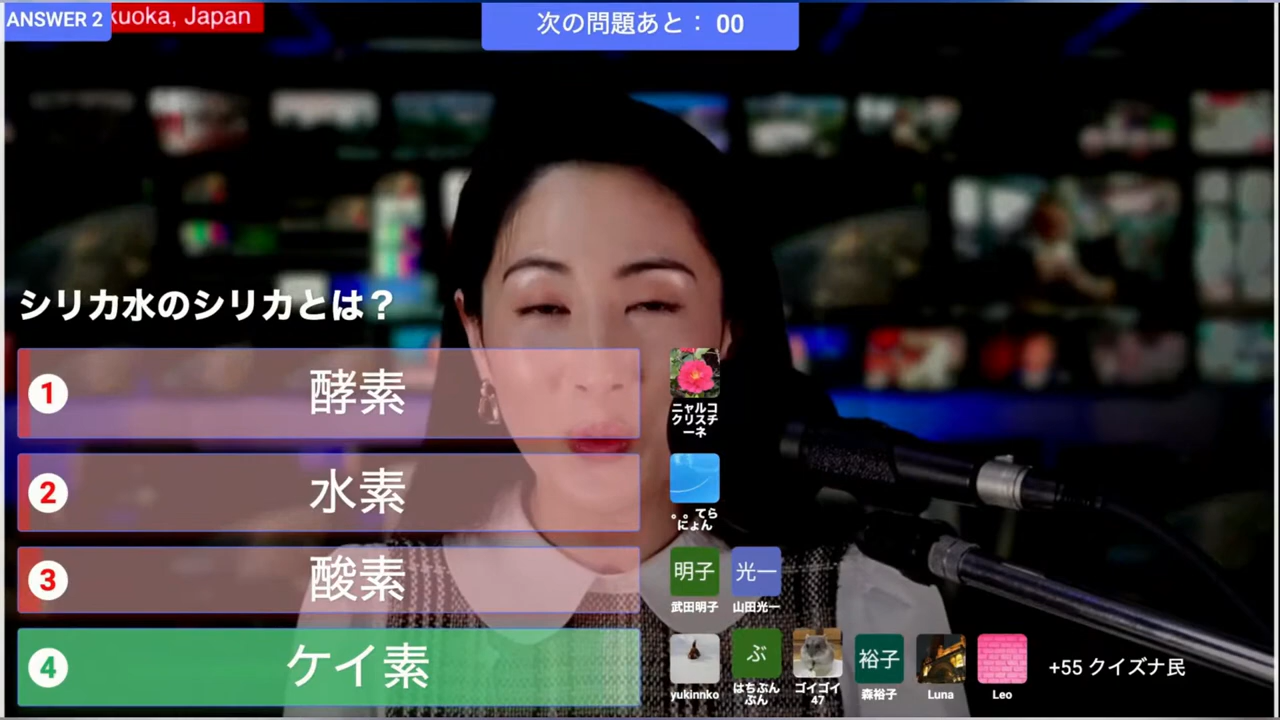 ANSWER 2
kuoka, Japan
次の問題あと： 00
シリカ水のシリカとは？
1 酵素
ニャルコ
クリスチ
ーネ
2 水素
。。てら
にょん
3 酸素
明子 光一
武田明子 山田光一
4 ケイ素
ぶ 裕子
yukinnko はちぷん ぷん ゴイゴイ 47 森裕子 Luna Leo
+55 クイズナ民